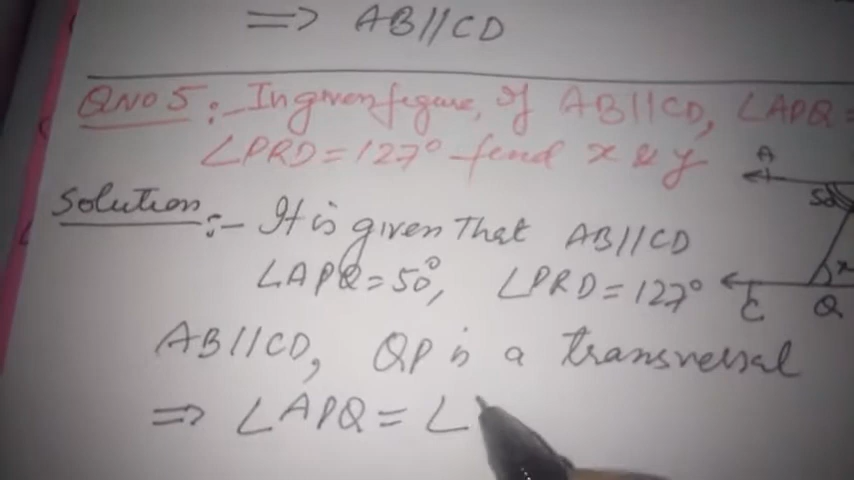 => AB//CD
QNO 5:- In given figure, If AB||CD, ∠APQ =
∠PRD = 127° find x & y
Solution:- It is given That AB//CD
∠APQ = 50°, ∠PRD = 127°
AB//CD, QP is a transversal
=> ∠APQ = ∠
A
50
x
C Q